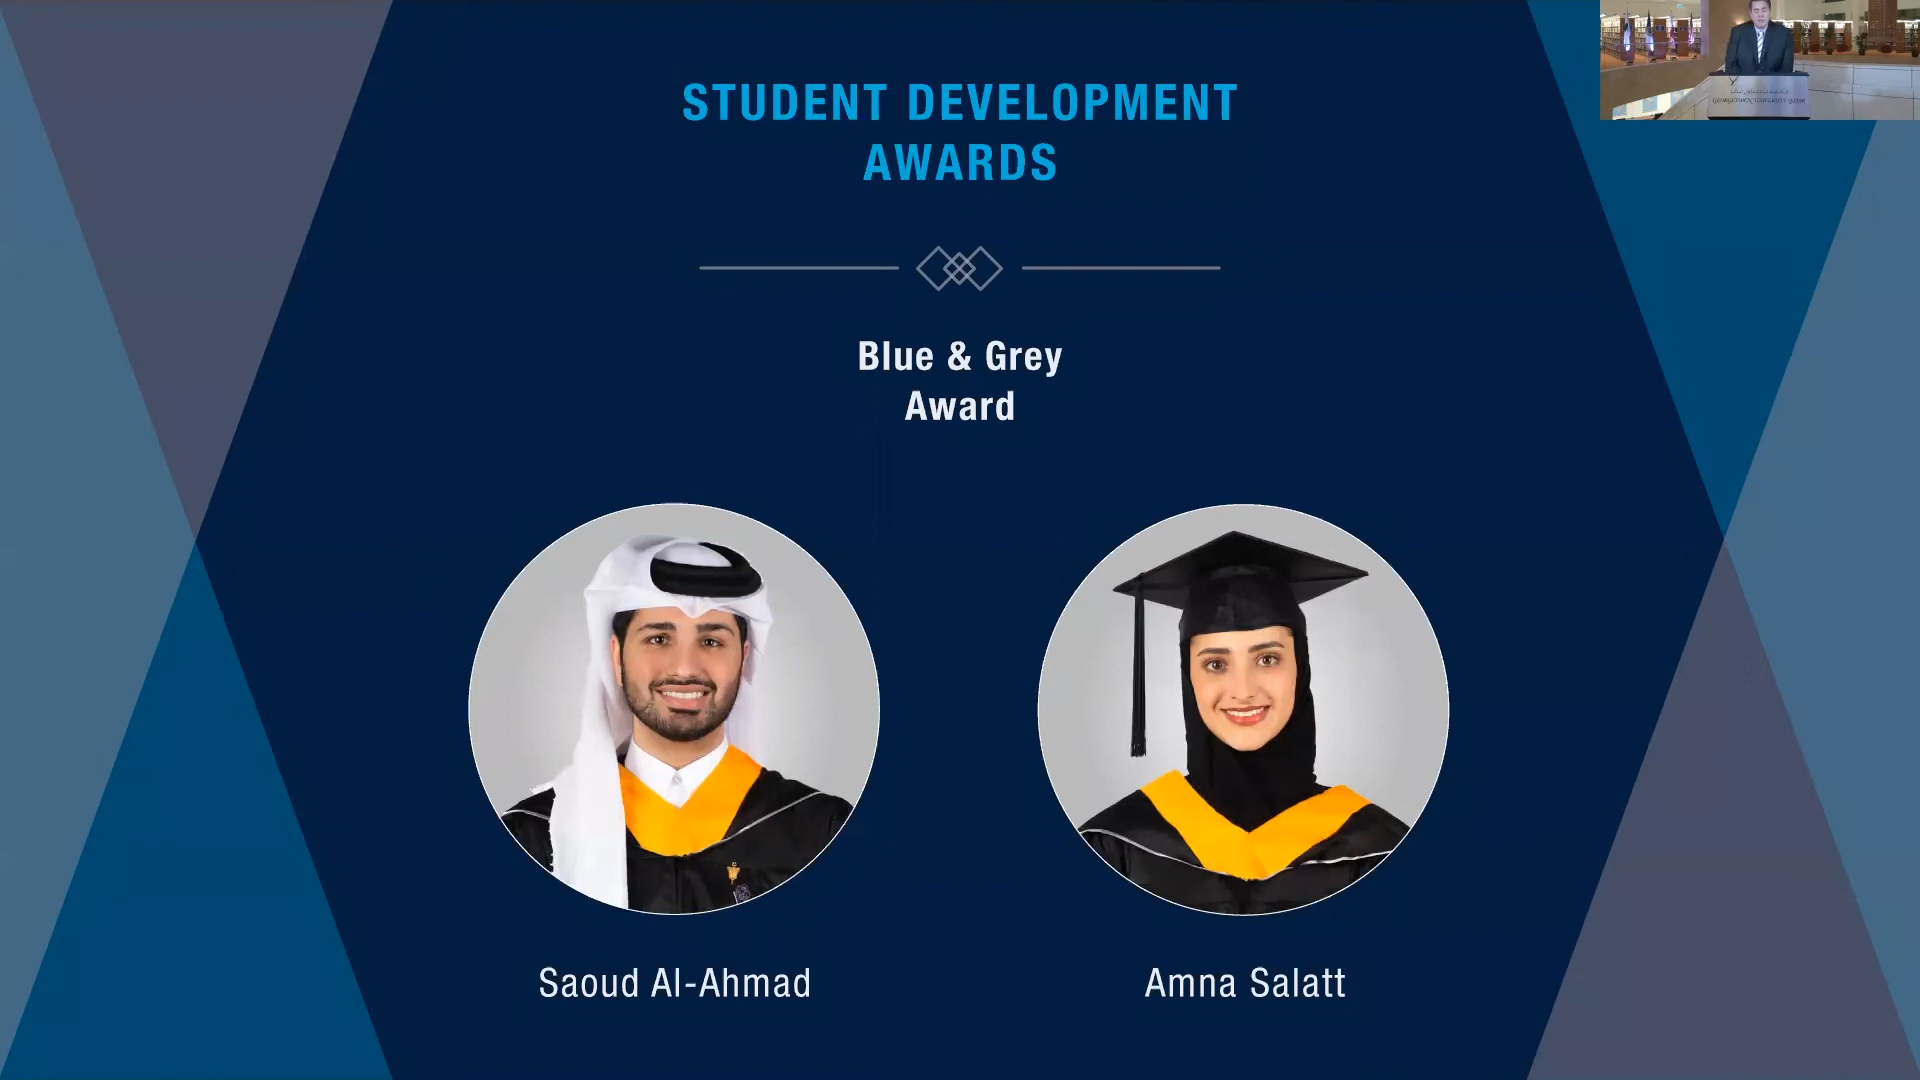 STUDENT DEVELOPMENT
AWARDS
Blue & Grey
Award
Saoud Al-Ahmad
Amna Salatt